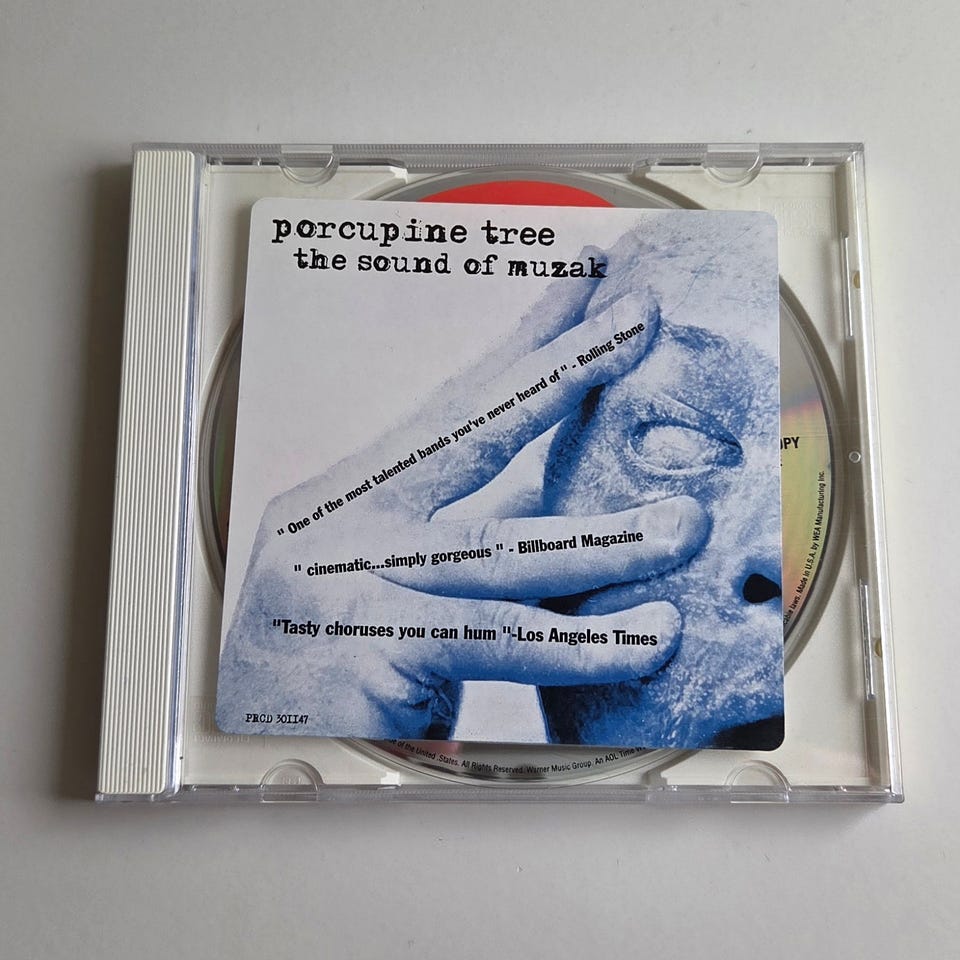 porcupine tree
the sound of muzak
" One of the most talented bands you've never heard of " - Rolling Stone
" cinematic...simply gorgeous " - Billboard Magazine
"Tasty choruses you can hum "-Los Angeles Times
PRCD 301147
OPY
laws. Made in U.S.A. by WEA Manufacturing Inc.
of the United States. All Rights Reserved. Warner Music Group. An AOL Time